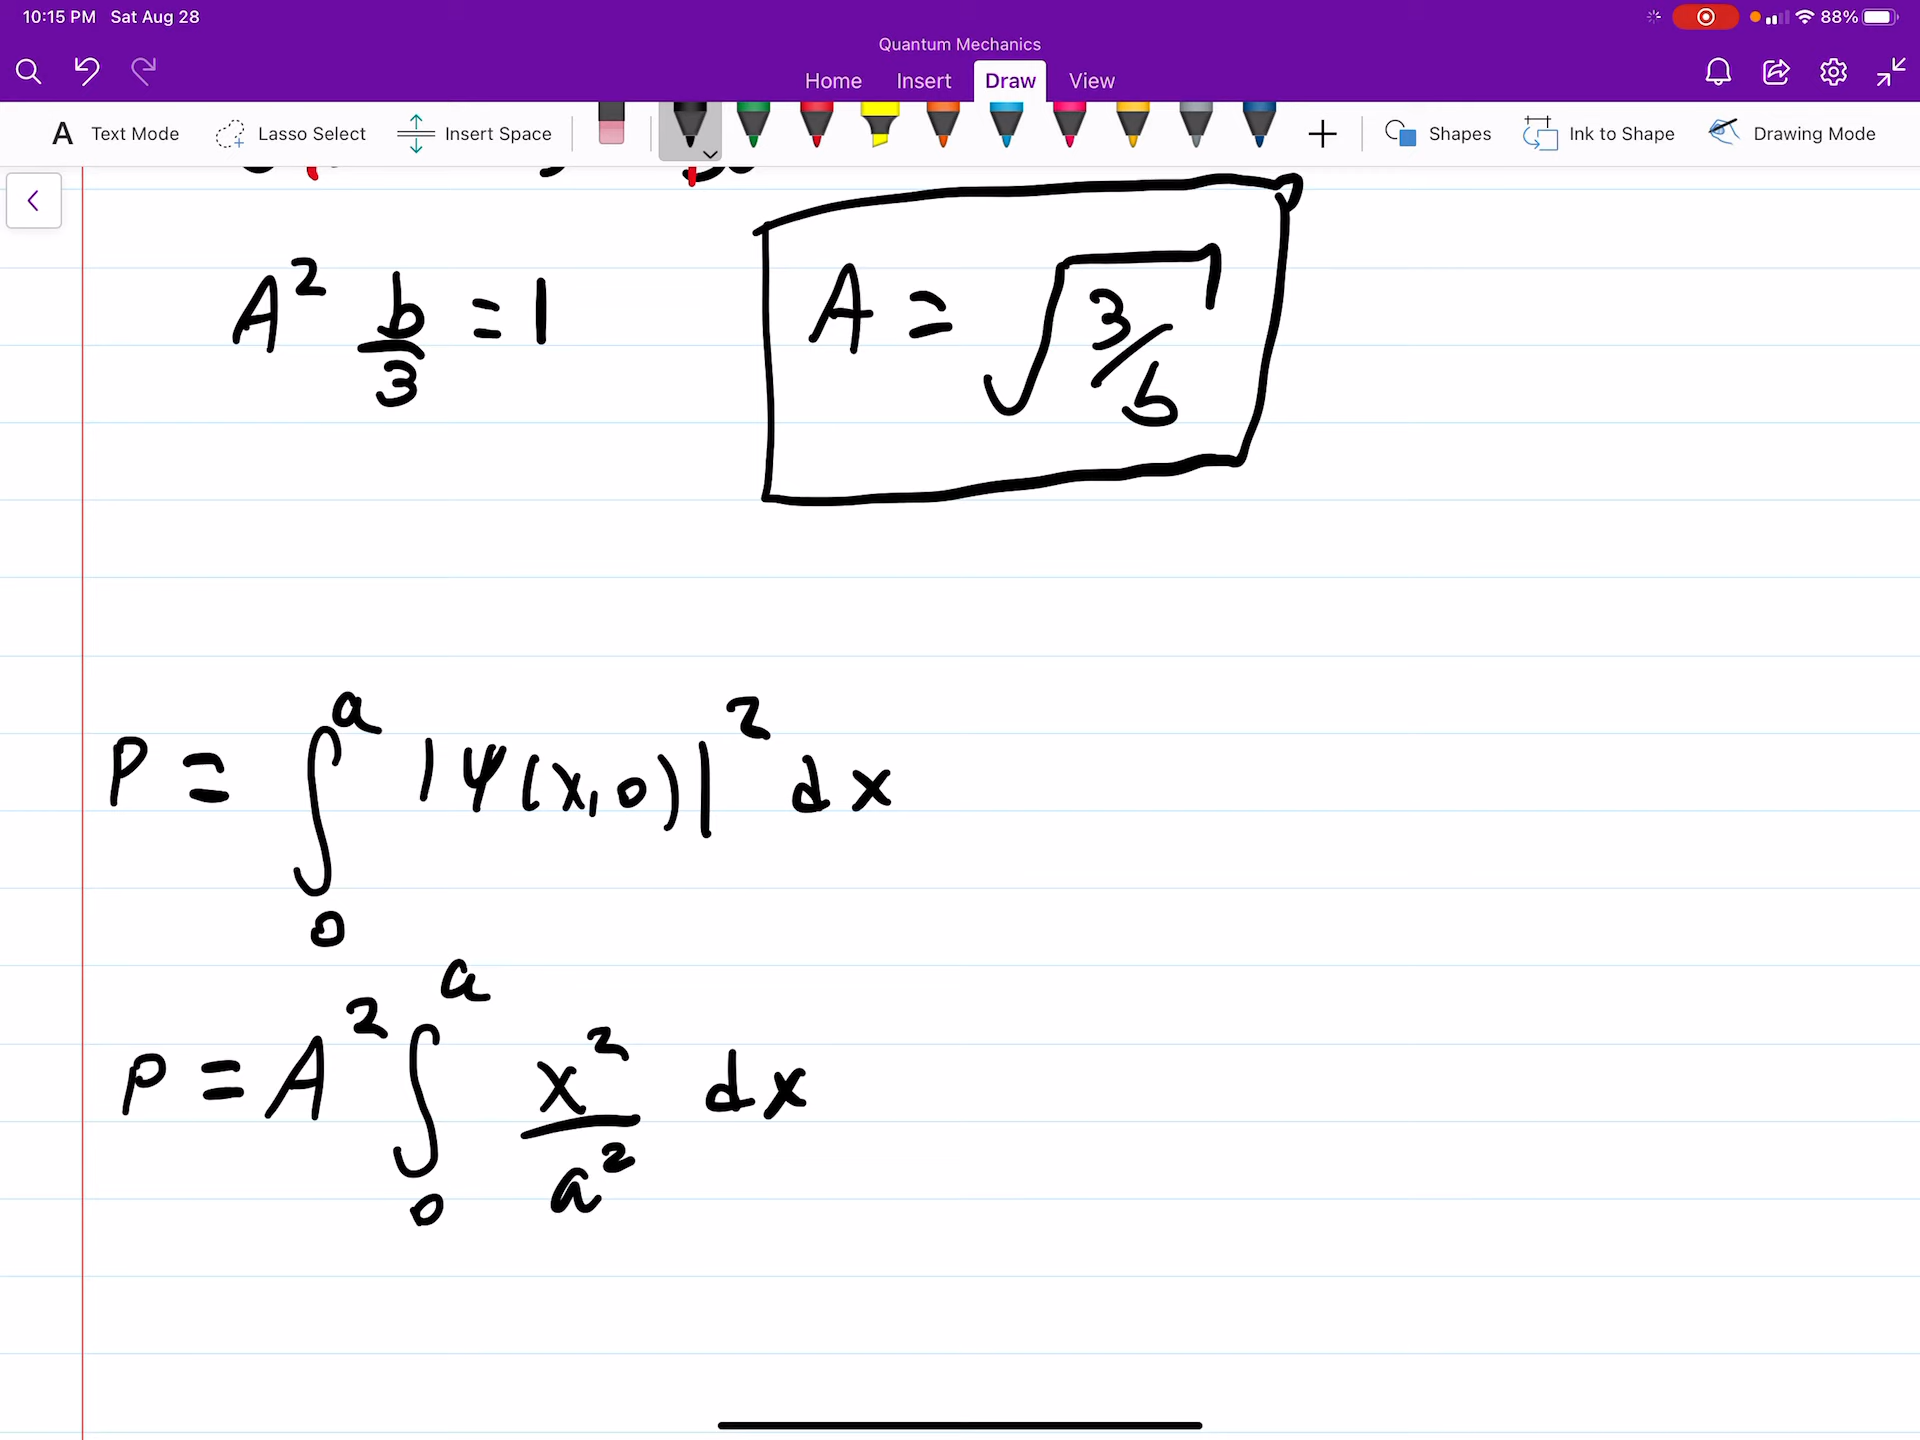 10:15 PM Sat Aug 28
88%
Quantum Mechanics
Home Insert Draw View
A Text Mode Lasso Select Insert Space Shapes Ink to Shape Drawing Mode
A² b/3 = 1
A = √(3/b)
P = ∫₀ᵃ |Ψ(x,0)|² dx
P = A² ∫₀ᵃ x²/a² dx